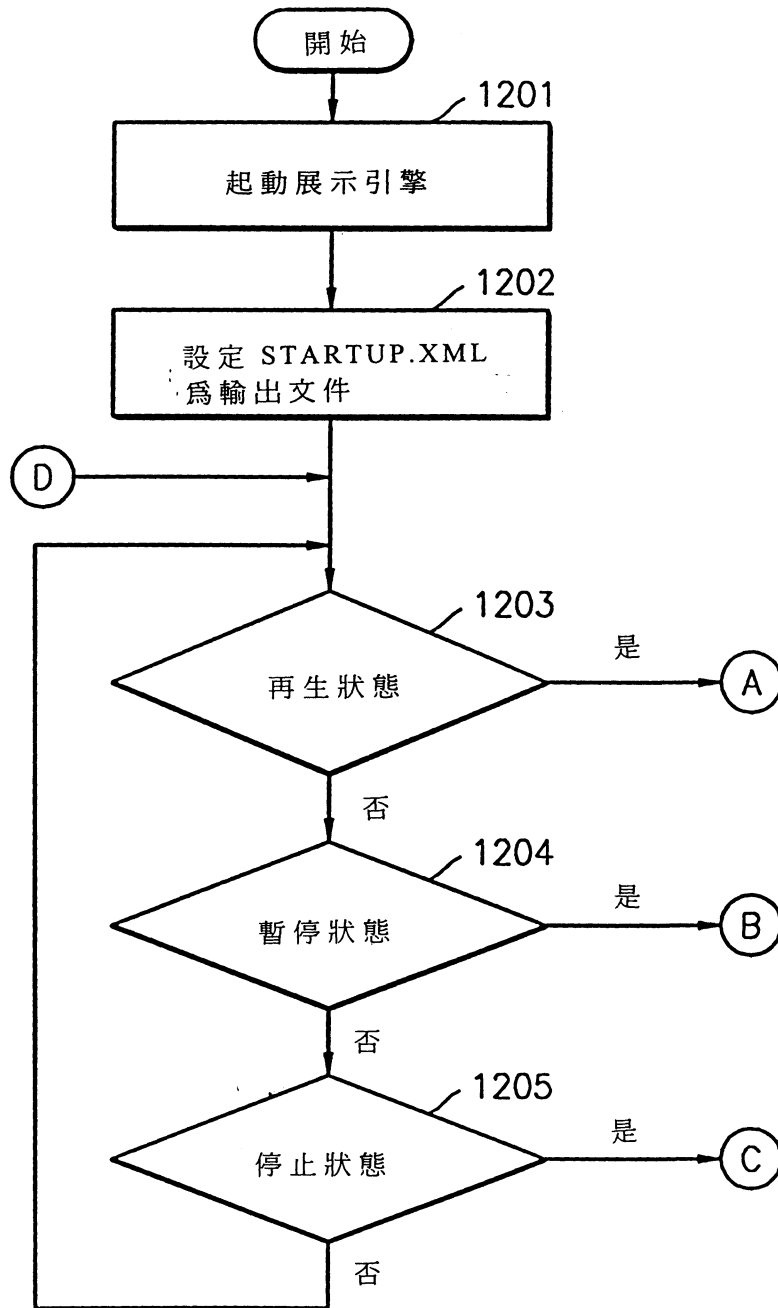 開始
1201
起動展示引擎
1202
設定 STARTUP.XML
爲輸出文件
D
1203
再生狀態
是
A
否
1204
暫停狀態
是
B
否
1205
停止狀態
是
C
否